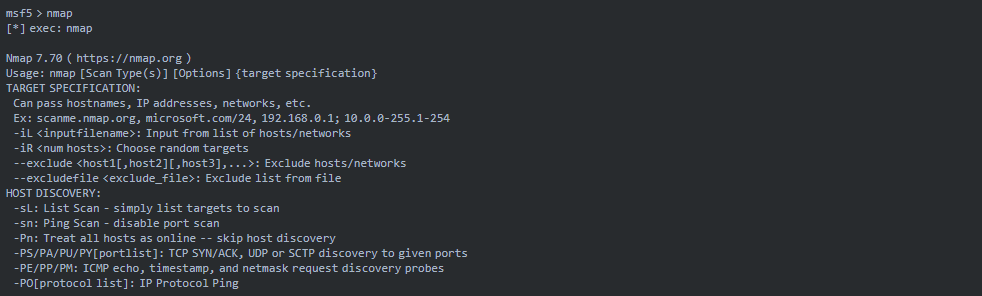 msf5 > nmap
[*] exec: nmap
Nmap 7.70 ( https://nmap.org )
Usage: nmap [Scan Type(s)] [Options] {target specification}
TARGET SPECIFICATION:
Can pass hostnames, IP addresses, networks, etc.
Ex: scanme.nmap.org, microsoft.com/24, 192.168.0.1; 10.0.0-255.1-254
-iL <inputfilename>: Input from list of hosts/networks
-iR <num hosts>: Choose random targets
--exclude <host1[,host2][,host3],...>: Exclude hosts/networks
--excludefile <exclude_file>: Exclude list from file
HOST DISCOVERY:
-sL: List Scan - simply list targets to scan
-sn: Ping Scan - disable port scan
-Pn: Treat all hosts as online -- skip host discovery
-PS/PA/PU/PY[portlist]: TCP SYN/ACK, UDP or SCTP discovery to given ports
-PE/PP/PM: ICMP echo, timestamp, and netmask request discovery probes
-PO[protocol list]: IP Protocol Ping